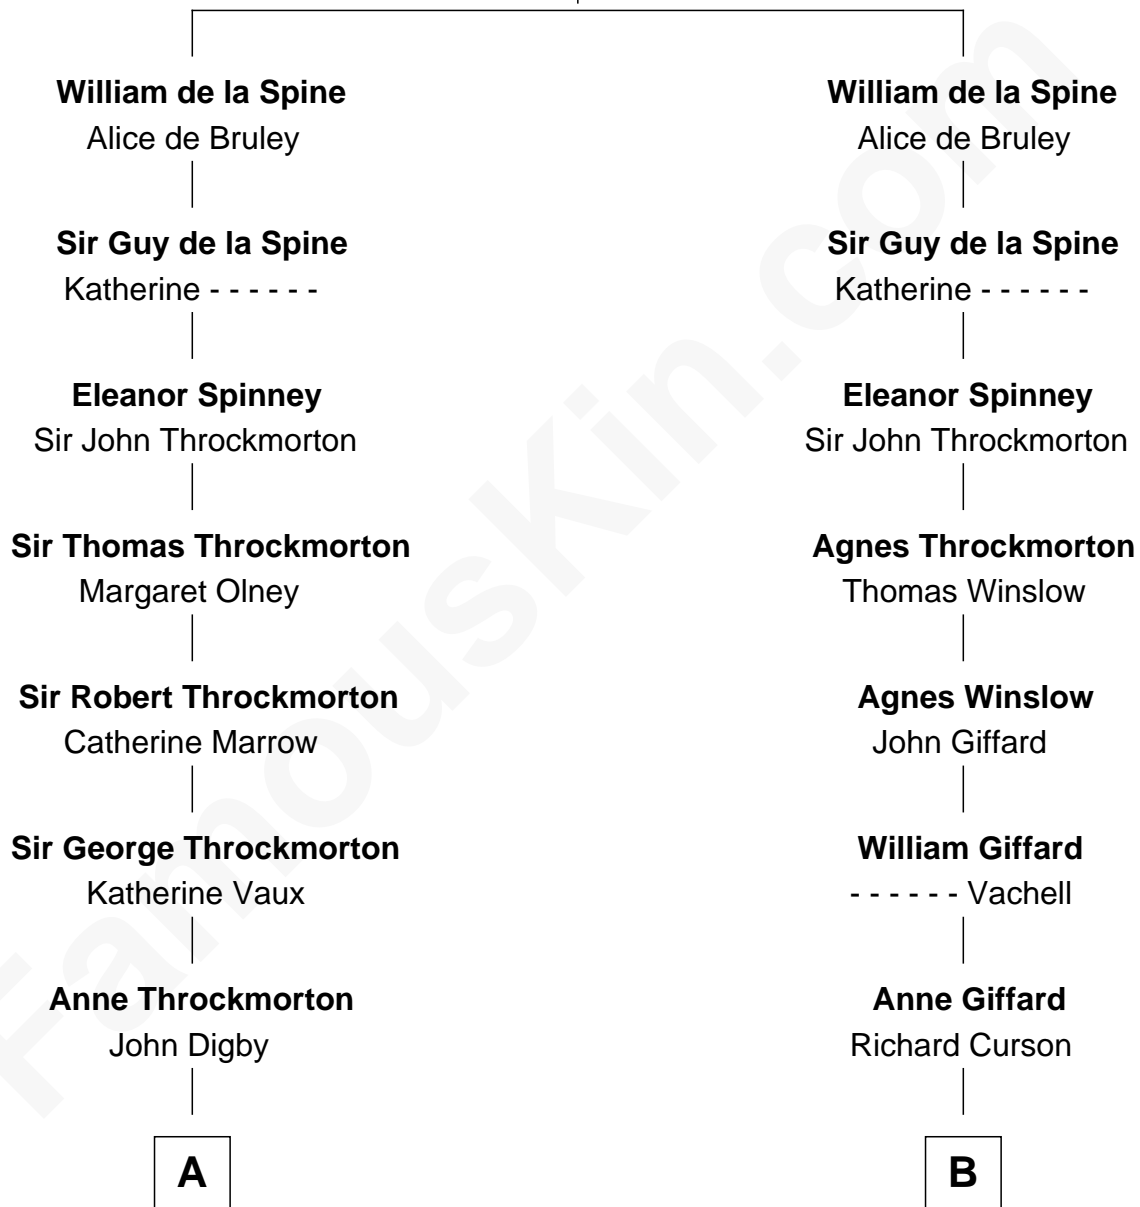 William de la Spine
Alice de Bruley
Sir Guy de la Spine
Katherine - - - - - -
Eleanor Spinney
Sir John Throckmorton
Sir Thomas Throckmorton
Margaret Olney
Sir Robert Throckmorton
Catherine Marrow
Sir George Throckmorton
Katherine Vaux
Anne Throckmorton
John Digby
A
William de la Spine
Alice de Bruley
Sir Guy de la Spine
Katherine - - - - - -
Eleanor Spinney
Sir John Throckmorton
Agnes Throckmorton
Thomas Winslow
Agnes Winslow
John Giffard
William Giffard
- - - - - - Vachell
Anne Giffard
Richard Curson
B
FamousKin.com